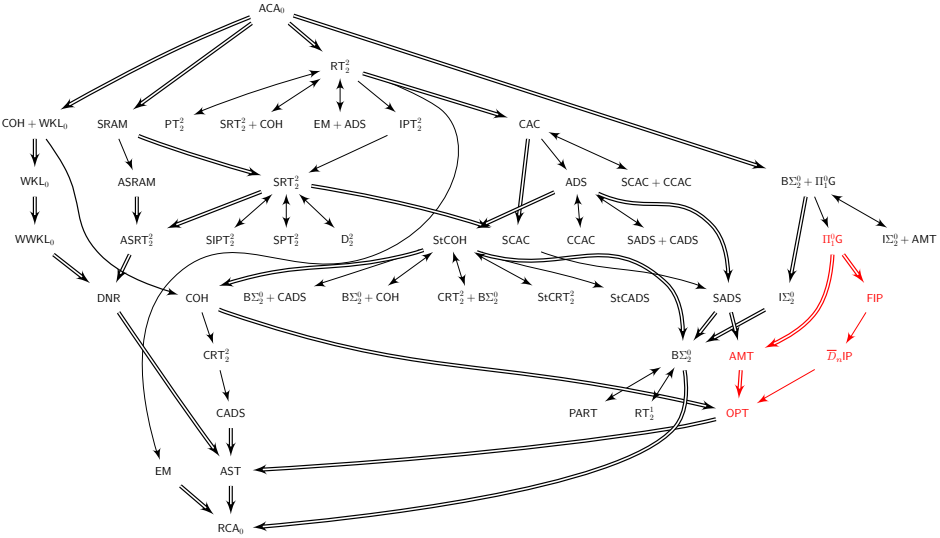 ACA₀
RT²₂
COH + WKL₀ SRAM PT²₂ SRT²₂ + COH EM + ADS IPT²₂ CAC
WKL₀ ASRAM SRT²₂ ADS SCAC + CCAC BΣ⁰₂ + Π⁰₁G
WWKL₀ ASRT²₂ SIPT²₂ SPT²₂ D²₂ StCOH SCAC CCAC SADS + CADS Π⁰₁G IΣ⁰₂ + AMT
DNR COH BΣ⁰₂ + CADS BΣ⁰₂ + COH CRT²₂ + BΣ⁰₂ StCRT²₂ StCADS SADS IΣ⁰₂ FIP
CRT²₂ BΣ⁰₂ AMT D̅ₙIP
CADS PART RT¹₂ OPT
EM AST
RCA₀